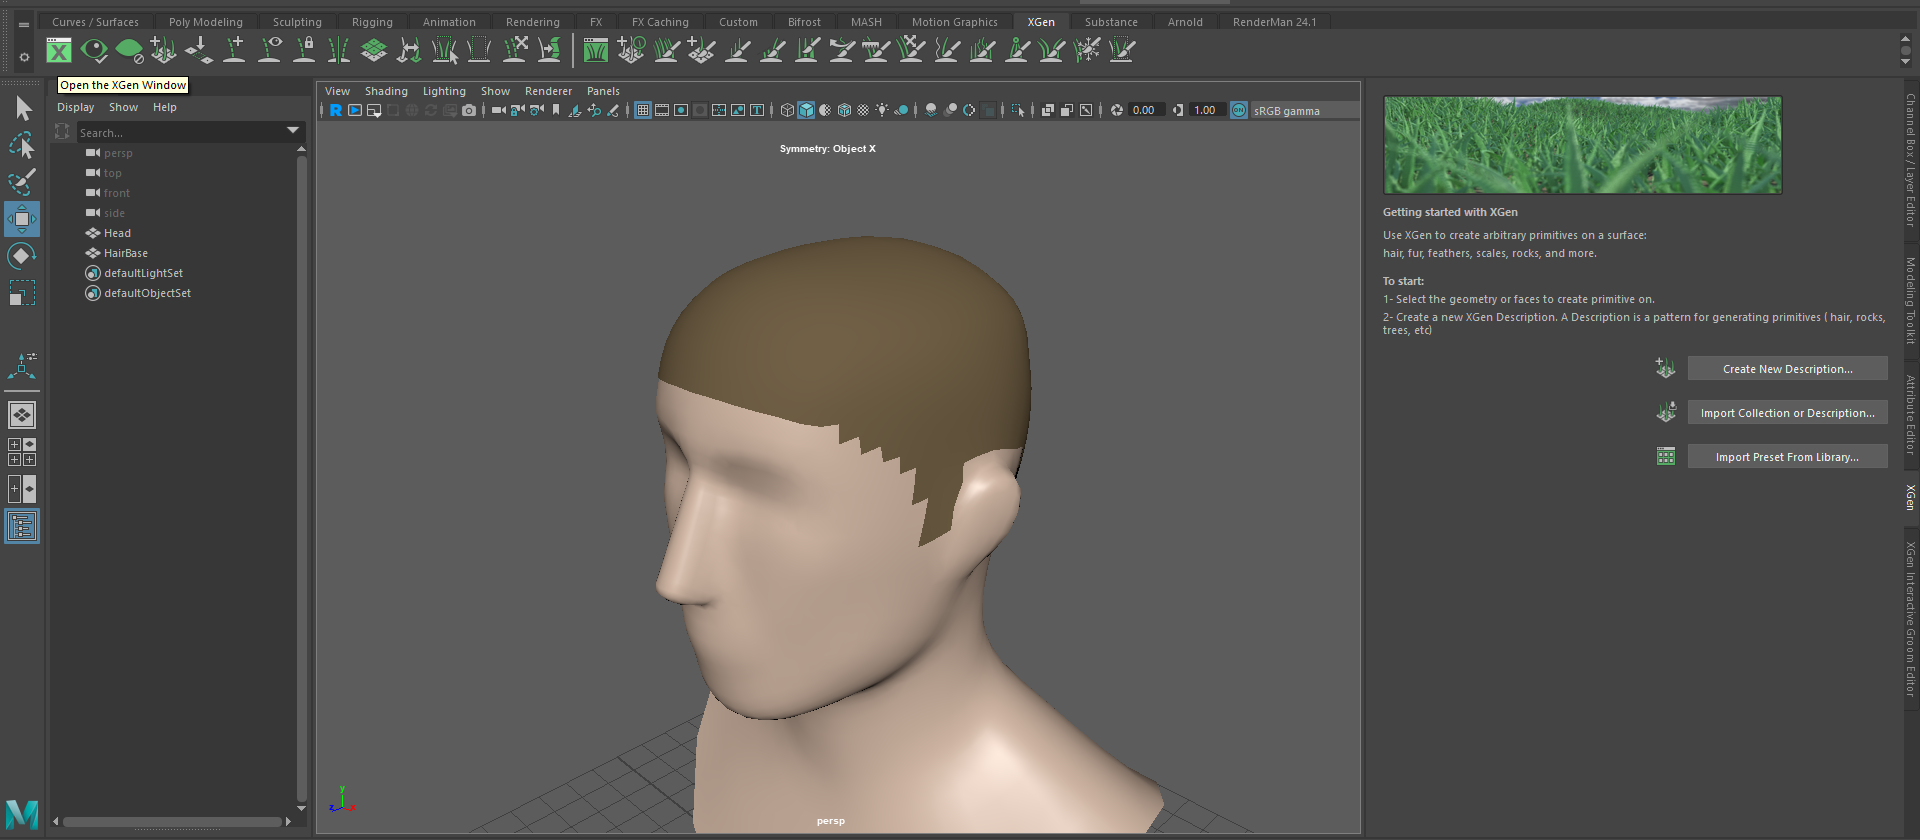 Curves / Surfaces Poly Modeling Sculpting Rigging Animation Rendering FX FX Caching Custom Bifrost MASH Motion Graphics XGen Substance Arnold RenderMan 24.1
Open the XGen Window
Display Show Help
Search...
persp
top
front
side
Head
HairBase
defaultLightSet
defaultObjectSet
View Shading Lighting Show Renderer Panels
0.00 1.00 ON sRGB gamma
Symmetry: Object X
y
z x
persp
Getting started with XGen
Use XGen to create arbitrary primitives on a surface:
hair, fur, feathers, scales, rocks, and more.
To start:
1- Select the geometry or faces to create primitive on.
2- Create a new XGen Description. A Description is a pattern for generating primitives ( hair, rocks,
trees, etc)
Create New Description...
Import Collection or Description...
Import Preset From Library...
Channel Box / Layer Editor
Modeling Toolkit
Attribute Editor
XGen
XGen Interactive Groom Editor